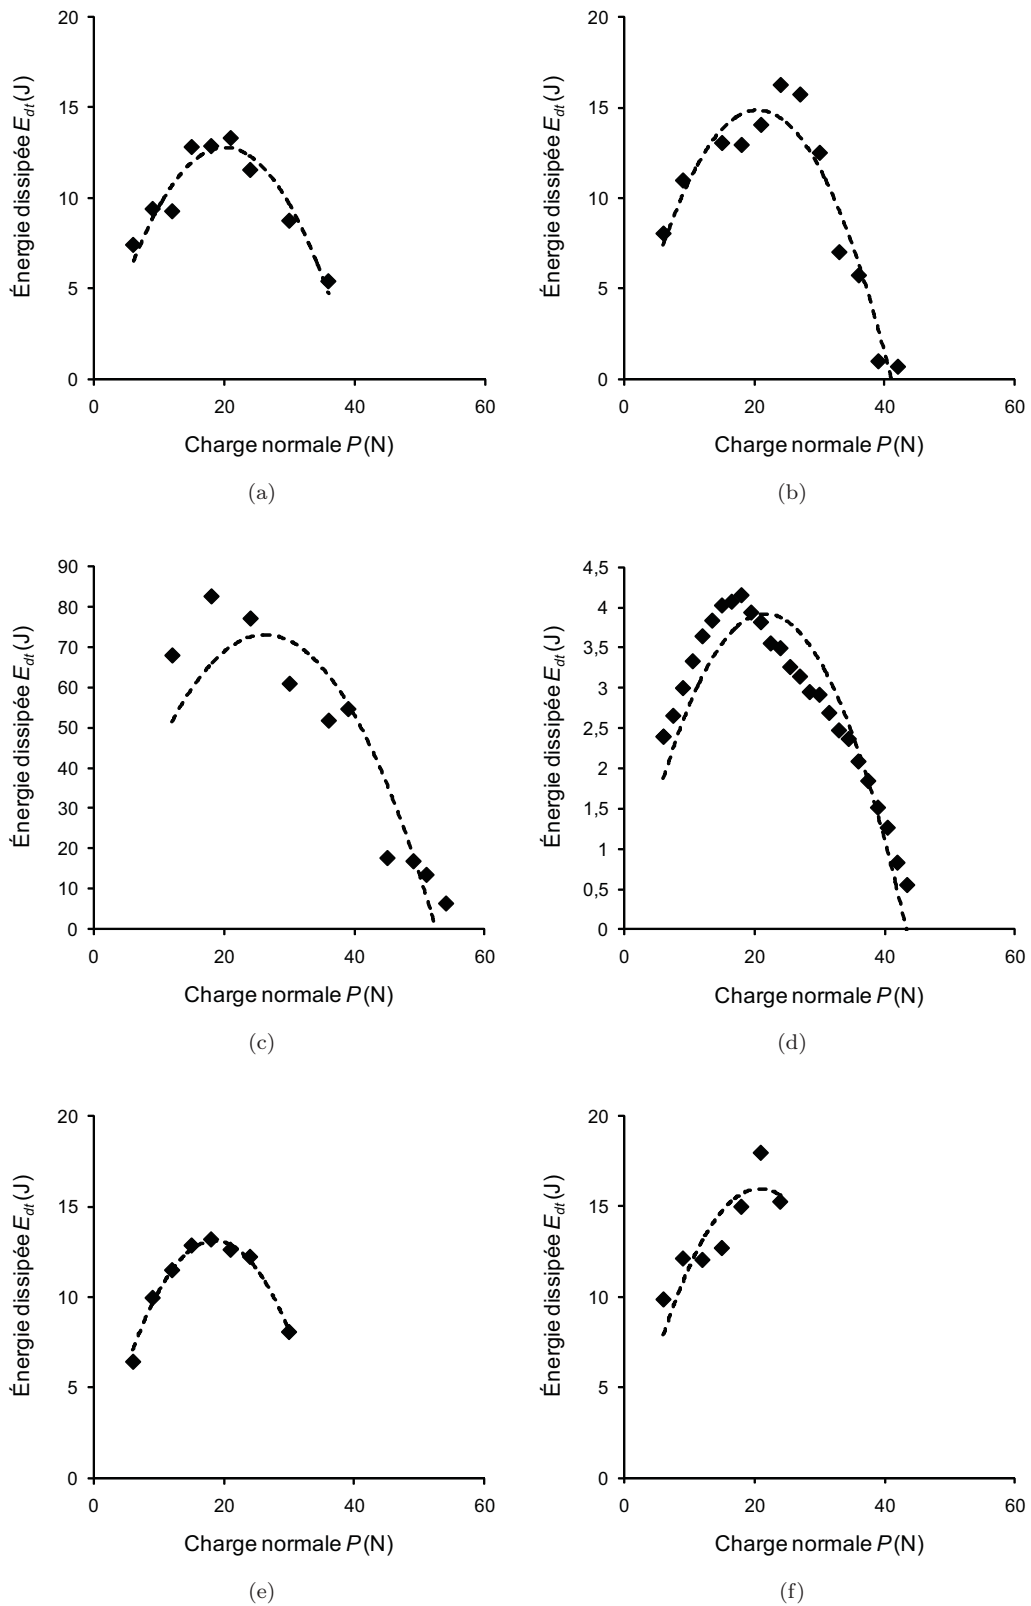 20
15
10
5
0
0 20 40 60
Énergie dissipée E_dt (J)
Charge normale P (N)
(a)
20
15
10
5
0
0 20 40 60
Énergie dissipée E_dt (J)
Charge normale P (N)
(b)
90
80
70
60
50
40
30
20
10
0
0 20 40 60
Énergie dissipée E_dt (J)
Charge normale P (N)
(c)
4,5
4
3,5
3
2,5
2
1,5
1
0,5
0
0 20 40 60
Énergie dissipée E_dt (J)
Charge normale P (N)
(d)
20
15
10
5
0
0 20 40 60
Énergie dissipée E_dt (J)
Charge normale P (N)
(e)
20
15
10
5
0
0 20 40 60
Énergie dissipée E_dt (J)
Charge normale P (N)
(f)